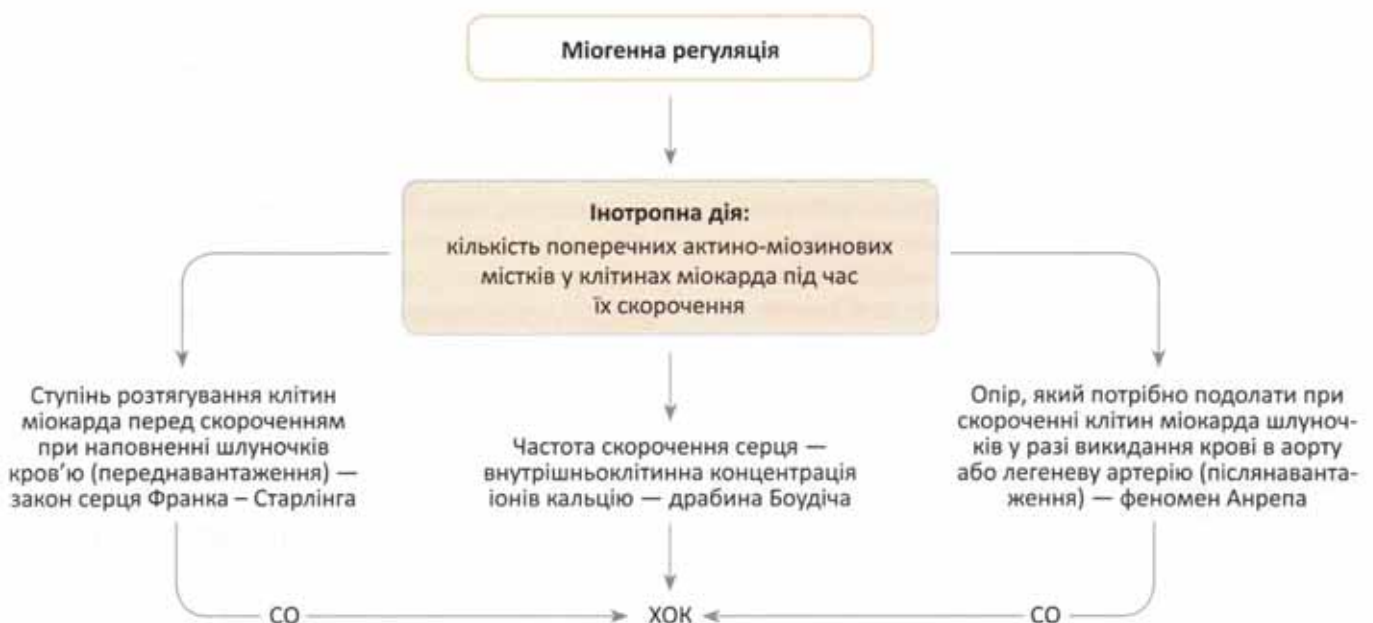 Міогенна регуляція
Інотропна дія:
кількість поперечних актино-міозинових
містків у клітинах міокарда під час
їх скорочення
Ступінь розтягування клітин
міокарда перед скороченням
при наповненні шлуночків
кров’ю (переднавантаження) —
закон серця Франка – Старлінга
Частота скорочення серця —
внутрішньоклітинна концентрація
іонів кальцію — драбина Боудіча
Опір, який потрібно подолати при
скороченні клітин міокарда шлуноч-
ків у разі викидання крові в аорту
або легеневу артерію (післянаванта-
ження) — феномен Анрепа
СО
ХОК
СО